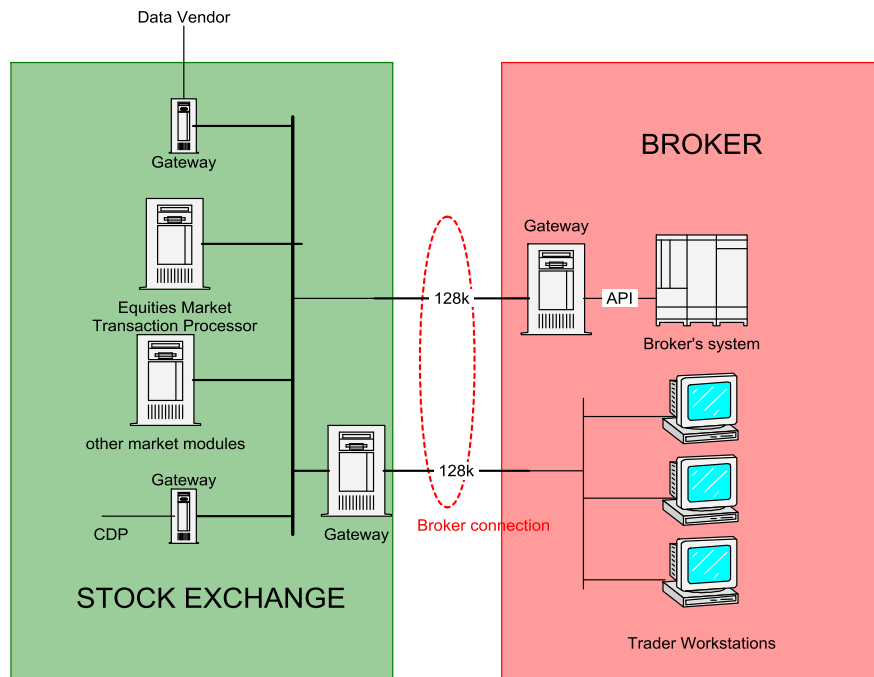 Data Vendor
Gateway
Equities Market
Transaction Processor
other market modules
Gateway
CDP
Gateway
STOCK EXCHANGE
128k
128k
Broker connection
BROKER
Gateway
API
Broker's system
Trader Workstations